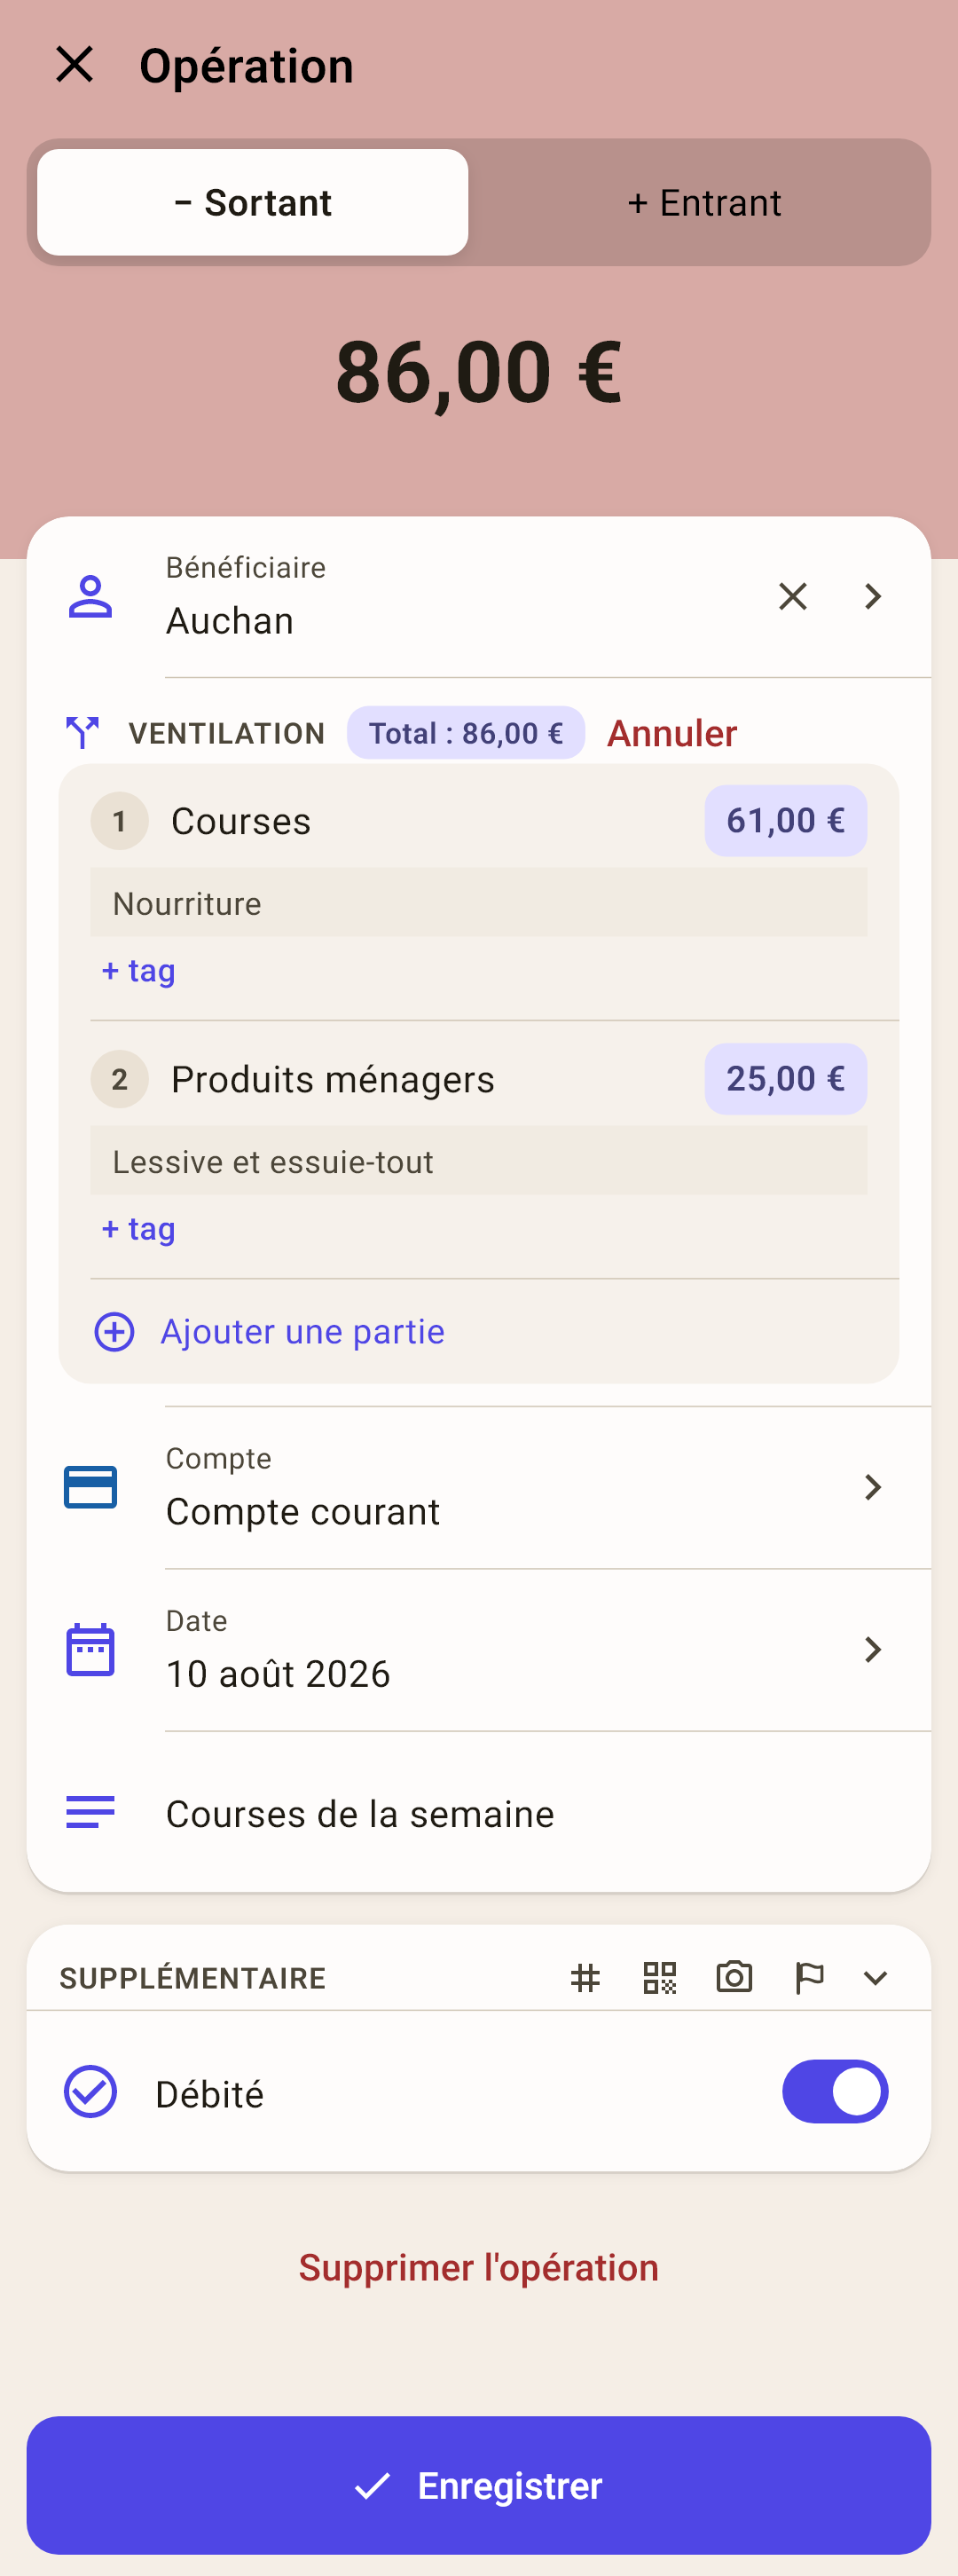 Opération
− Sortant
+ Entrant
86,00 €
Bénéficiaire
Auchan
VENTILATION Total : 86,00 € Annuler
1 Courses 61,00 €
Nourriture
+ tag
2 Produits ménagers 25,00 €
Lessive et essuie-tout
+ tag
Ajouter une partie
Compte
Compte courant
Date
10 août 2026
Courses de la semaine
SUPPLÉMENTAIRE
Débité
Supprimer l'opération
Enregistrer